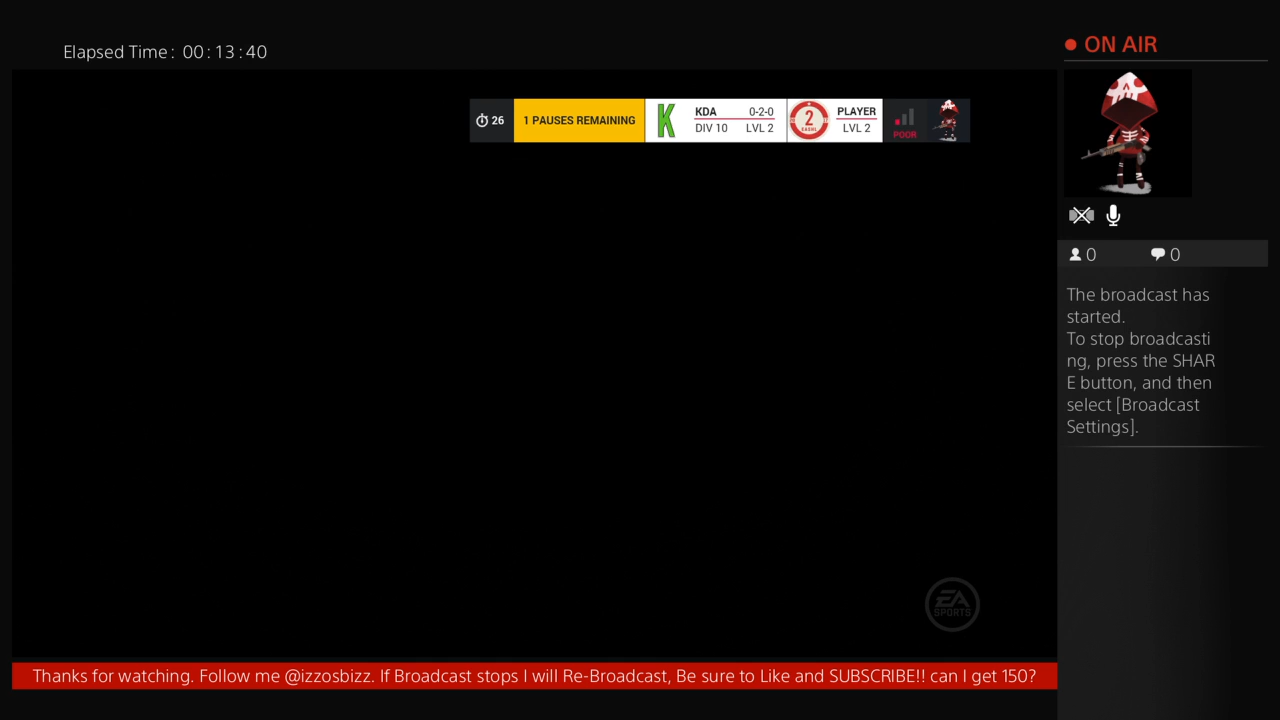 Elapsed Time: 00:13:40
ON AIR
26
1 PAUSES REMAINING
KDA 0-2-0
DIV 10 LVL 2
2
PLAYER
LVL 2
POOR
0 0
The broadcast has
started.
To stop broadcasti
ng, press the SHAR
E button, and then
select [Broadcast
Settings].
EA
SPORTS
Thanks for watching. Follow me @izzosbizz. If Broadcast stops I will Re-Broadcast, Be sure to Like and SUBSCRIBE!! can I get 150?